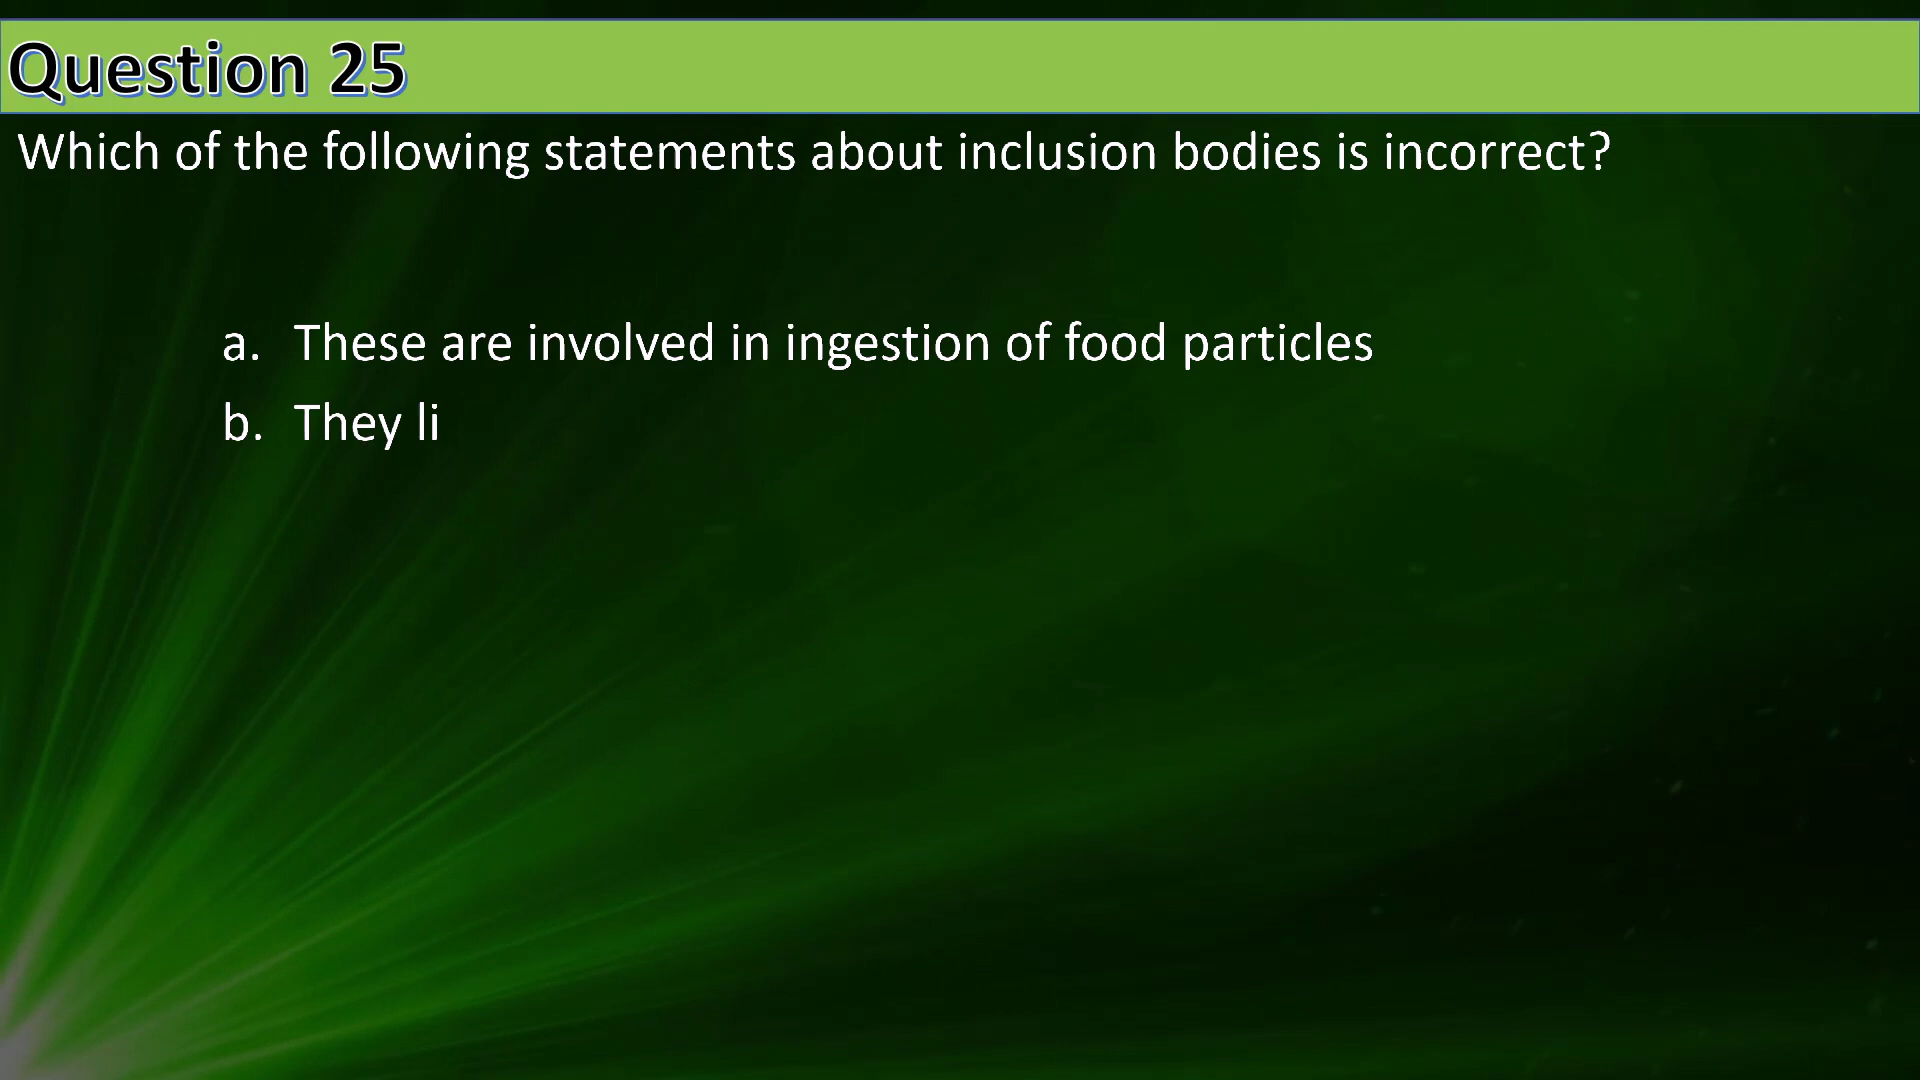 Question 25
Which of the following statements about inclusion bodies is incorrect?
a. These are involved in ingestion of food particles
b. They li